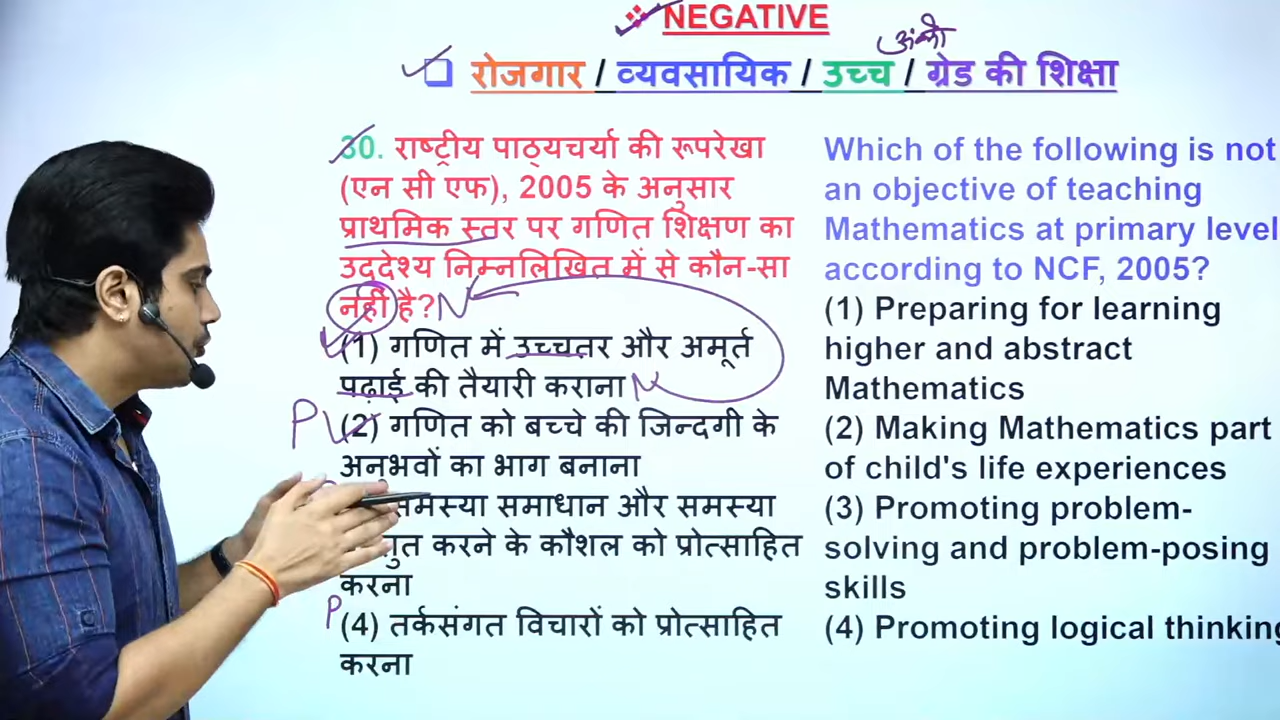 NEGATIVE
अंकों
रोजगार / व्यवसायिक / उच्च / ग्रेड की शिक्षा
30. राष्ट्रीय पाठ्यचर्या की रूपरेखा
(एन सी एफ), 2005 के अनुसार
प्राथमिक स्तर पर गणित शिक्षण का
उद्देश्य निम्नलिखित में से कौन-सा
नहीं है? N
(1) गणित में उच्चतर और अमूर्त
पढ़ाई की तैयारी कराना N
P (2) गणित को बच्चे की जिन्दगी के
अनुभवों का भाग बनाना
समस्या समाधान और समस्या
करने के कौशल को प्रोत्साहित
करना
P (4) तर्कसंगत विचारों को प्रोत्साहित
करना
Which of the following is not
an objective of teaching
Mathematics at primary level
according to NCF, 2005?
(1) Preparing for learning
higher and abstract
Mathematics
(2) Making Mathematics part
of child's life experiences
(3) Promoting problem-
solving and problem-posing
skills
(4) Promoting logical thinking